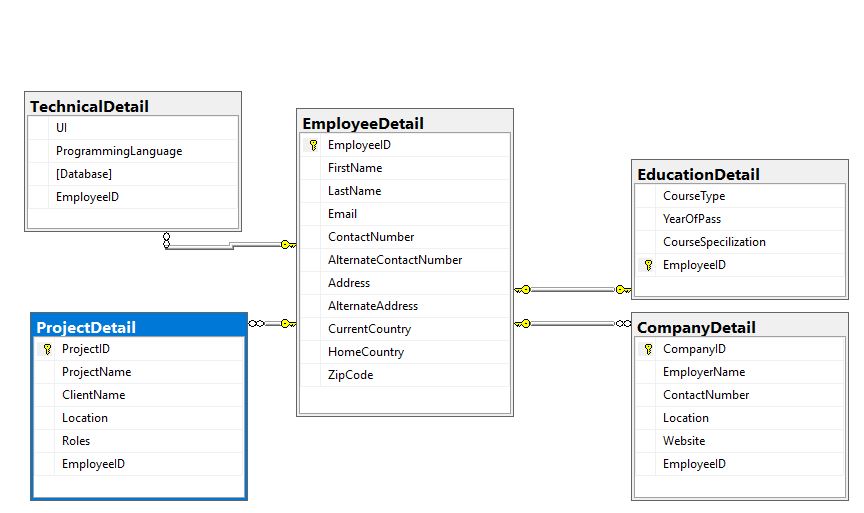 TechnicalDetail
UI
ProgrammingLanguage
[Database]
EmployeeID
EmployeeDetail
EmployeeID
FirstName
LastName
Email
ContactNumber
AlternateContactNumber
Address
AlternateAddress
CurrentCountry
HomeCountry
ZipCode
EducationDetail
CourseType
YearOfPass
CourseSpecilization
EmployeeID
ProjectDetail
ProjectID
ProjectName
ClientName
Location
Roles
EmployeeID
CompanyDetail
CompanyID
EmployerName
ContactNumber
Location
Website
EmployeeID